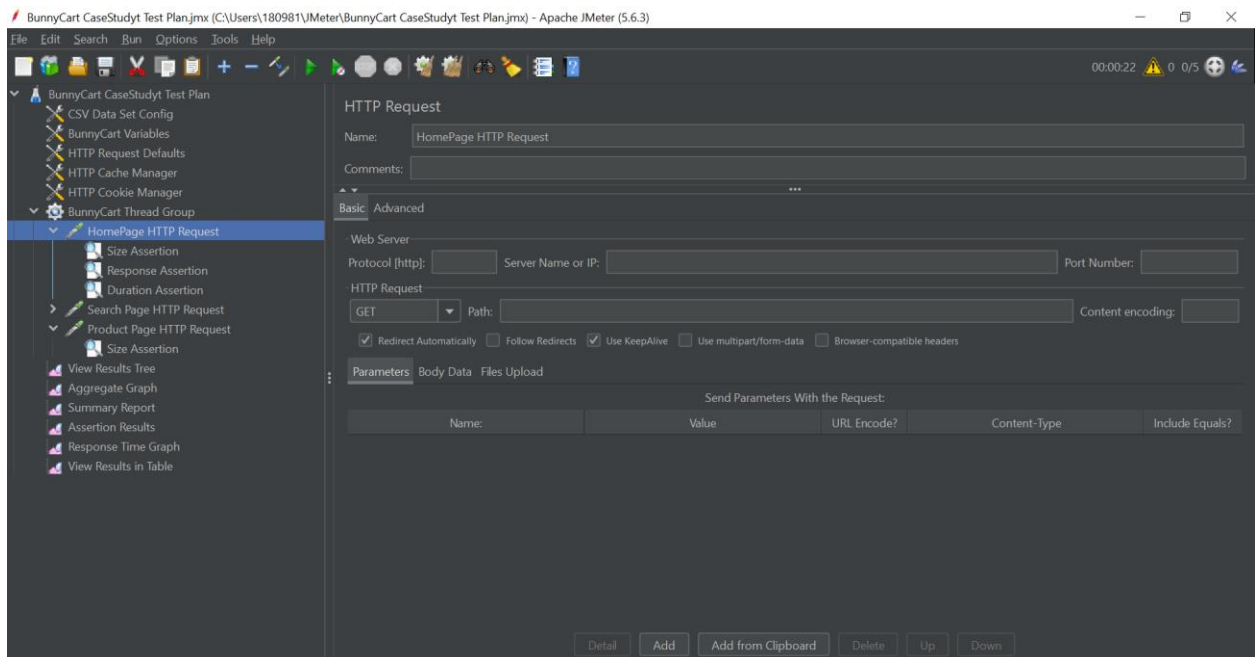 BunnyCart CaseStudyt Test Plan.jmx (C:\Users\180981\JMeter\BunnyCart CaseStudyt Test Plan.jmx) - Apache JMeter (5.6.3)
File Edit Search Run Options Tools Help
00:00:22 0 0/5
BunnyCart CaseStudyt Test Plan
CSV Data Set Config
BunnyCart Variables
HTTP Request Defaults
HTTP Cache Manager
HTTP Cookie Manager
BunnyCart Thread Group
HomePage HTTP Request
Size Assertion
Response Assertion
Duration Assertion
Search Page HTTP Request
Product Page HTTP Request
Size Assertion
View Results Tree
Aggregate Graph
Summary Report
Assertion Results
Response Time Graph
View Results in Table
HTTP Request
Name: HomePage HTTP Request
Comments:
Basic Advanced
Web Server
Protocol [http]: Server Name or IP: Port Number:
HTTP Request
GET Path: Content encoding:
Redirect Automatically Follow Redirects Use KeepAlive Use multipart/form-data Browser-compatible headers
Parameters Body Data Files Upload
Send Parameters With the Request:
Name: Value URL Encode? Content-Type Include Equals?
Detail Add Add from Clipboard Delete Up Down